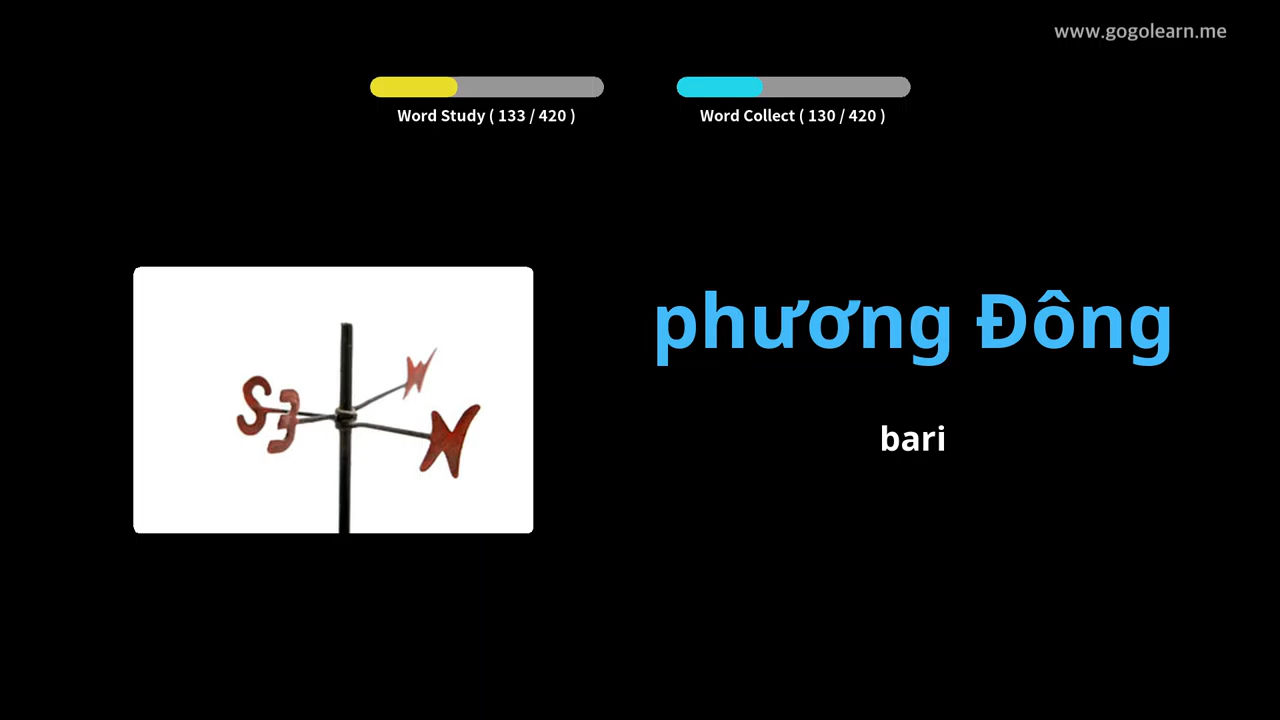 www.gogolearn.me
Word Study ( 133 / 420 )
Word Collect ( 130 / 420 )
phương Đông
bari
S
E
N